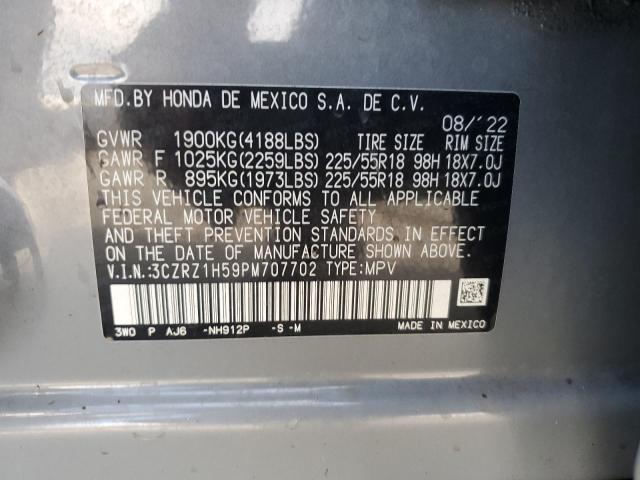 MFD.BY HONDA DE MEXICO S.A. DE C.V.
08/'22
GVWR 1900KG(4188LBS) TIRE SIZE RIM SIZE
GAWR F 1025KG(2259LBS) 225/55R18 98H 18X7.0J
GAWR R 895KG(1973LBS) 225/55R18 98H 18X7.0J
THIS VEHICLE CONFORMS TO ALL APPLICABLE
FEDERAL MOTOR VEHICLE SAFETY
AND THEFT PREVENTION STANDARDS IN EFFECT
ON THE DATE OF MANUFACTURE SHOWN ABOVE.
V.I.N.:3CZRZ1H59PM707702 TYPE:MPV
3W0 P AJ6 -NH912P -S-M MADE IN MEXICO